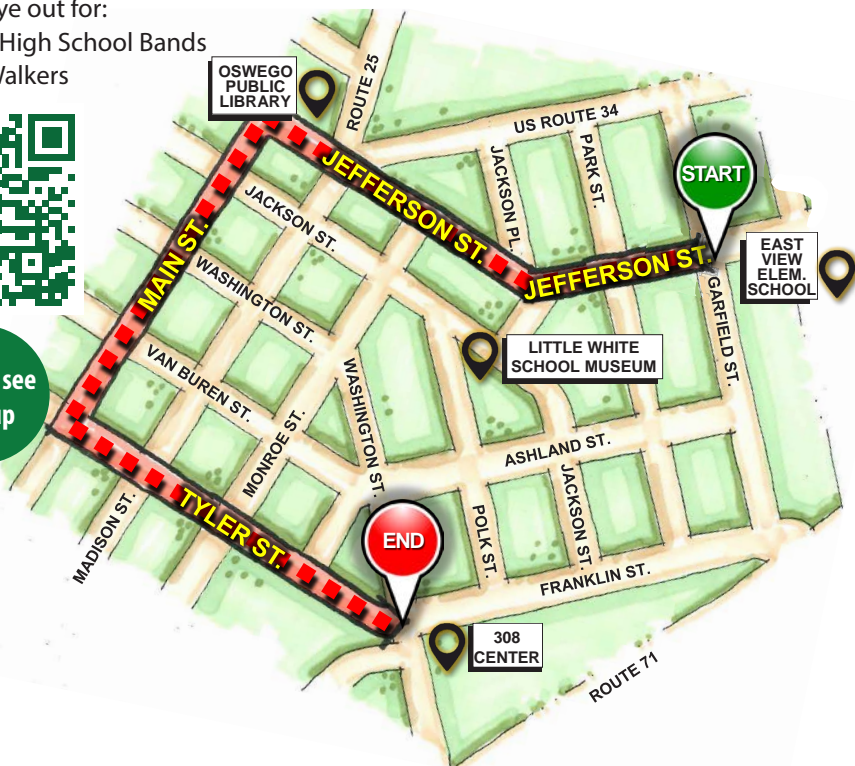 ye out for:
High School Bands
Walkers
see
up
OSWEGO
PUBLIC
LIBRARY
ROUTE 25
US ROUTE 34
JACKSON PL.
PARK ST.
START
JEFFERSON ST.
JEFFERSON ST.
EAST
VIEW
ELEM.
SCHOOL
GARFIELD ST.
MAIN ST.
JACKSON ST.
WASHINGTON ST.
VAN BUREN ST.
WASHINGTON ST.
MONROE ST.
LITTLE WHITE
SCHOOL MUSEUM
ASHLAND ST.
JACKSON ST.
POLK ST.
MADISON ST.
TYLER ST.
END
FRANKLIN ST.
308
CENTER
ROUTE 71